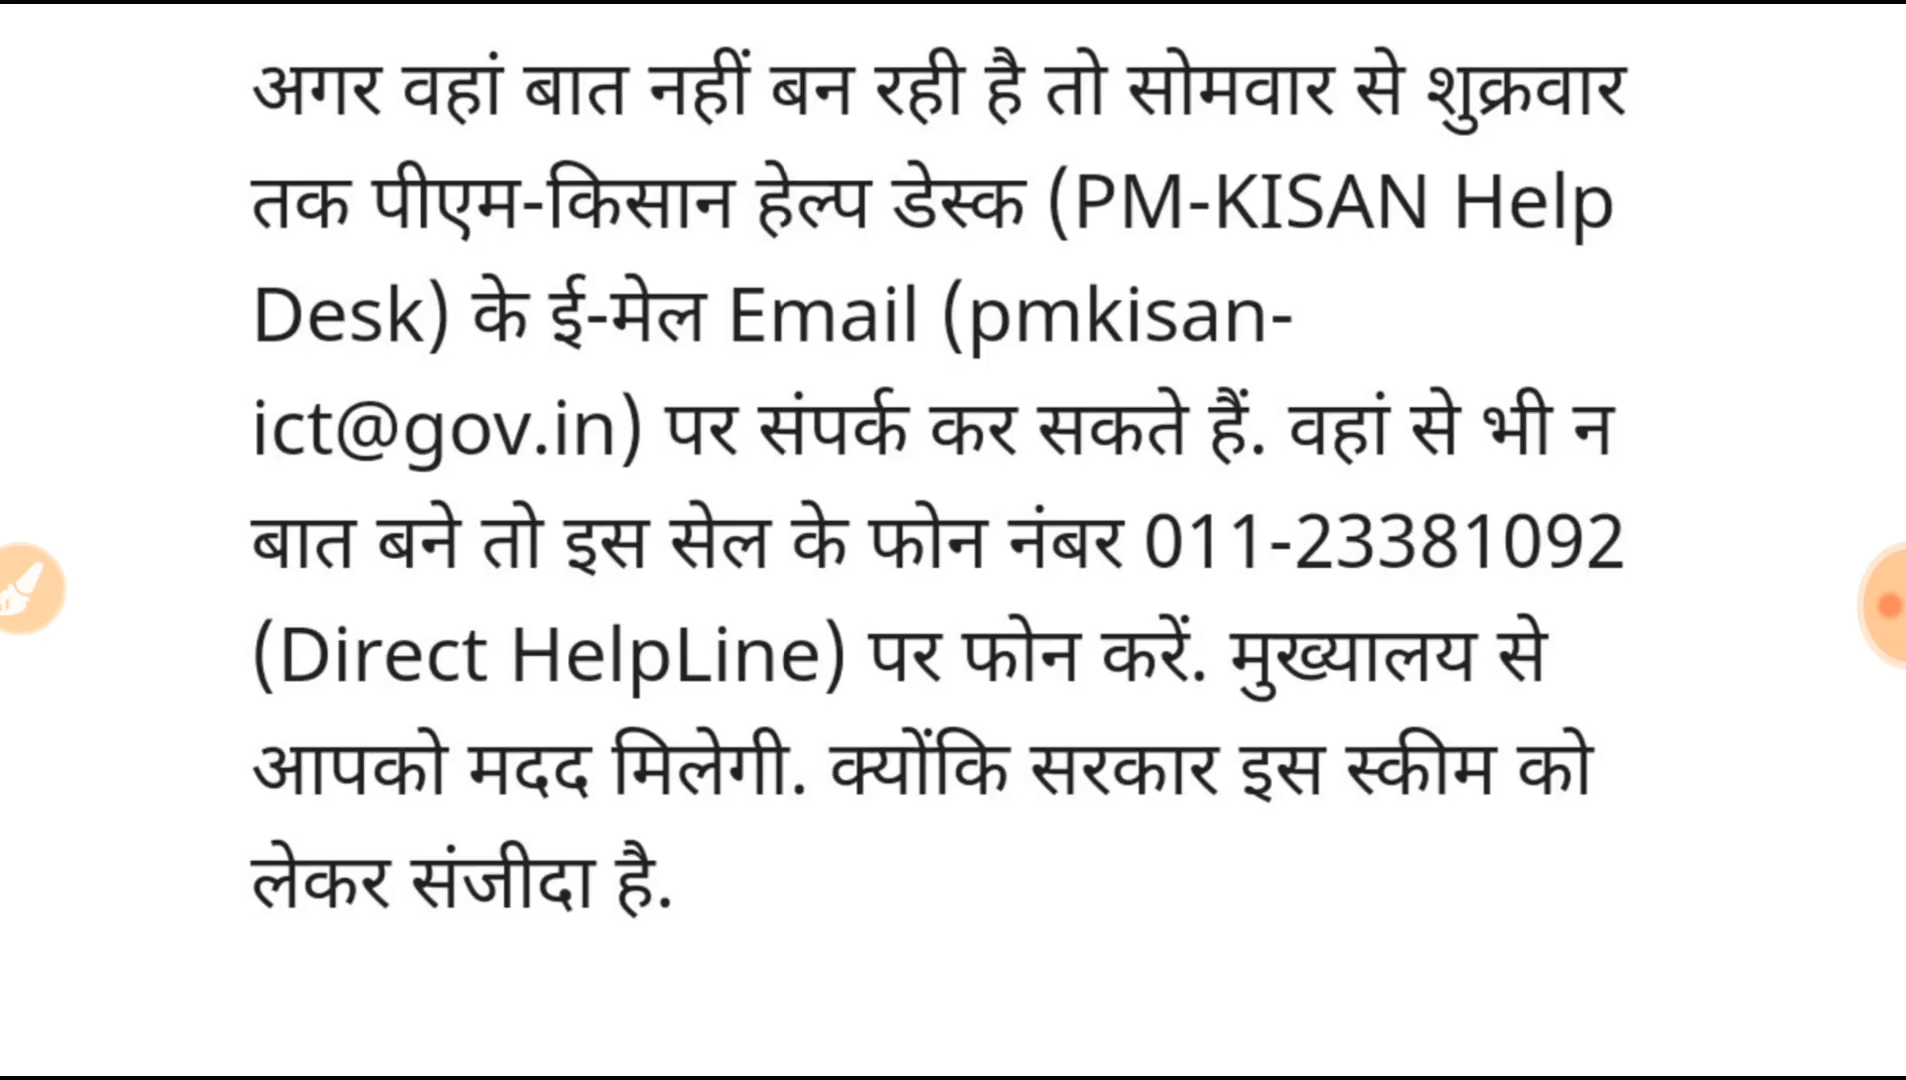 अगर वहां बात नहीं बन रही है तो सोमवार से शुक्रवार
तक पीएम-किसान हेल्प डेस्क (PM-KISAN Help
Desk) के ई-मेल Email (pmkisan-
ict@gov.in) पर संपर्क कर सकते हैं. वहां से भी न
बात बने तो इस सेल के फोन नंबर 011-23381092
(Direct HelpLine) पर फोन करें. मुख्यालय से
आपको मदद मिलेगी. क्योंकि सरकार इस स्कीम को
लेकर संजीदा है.